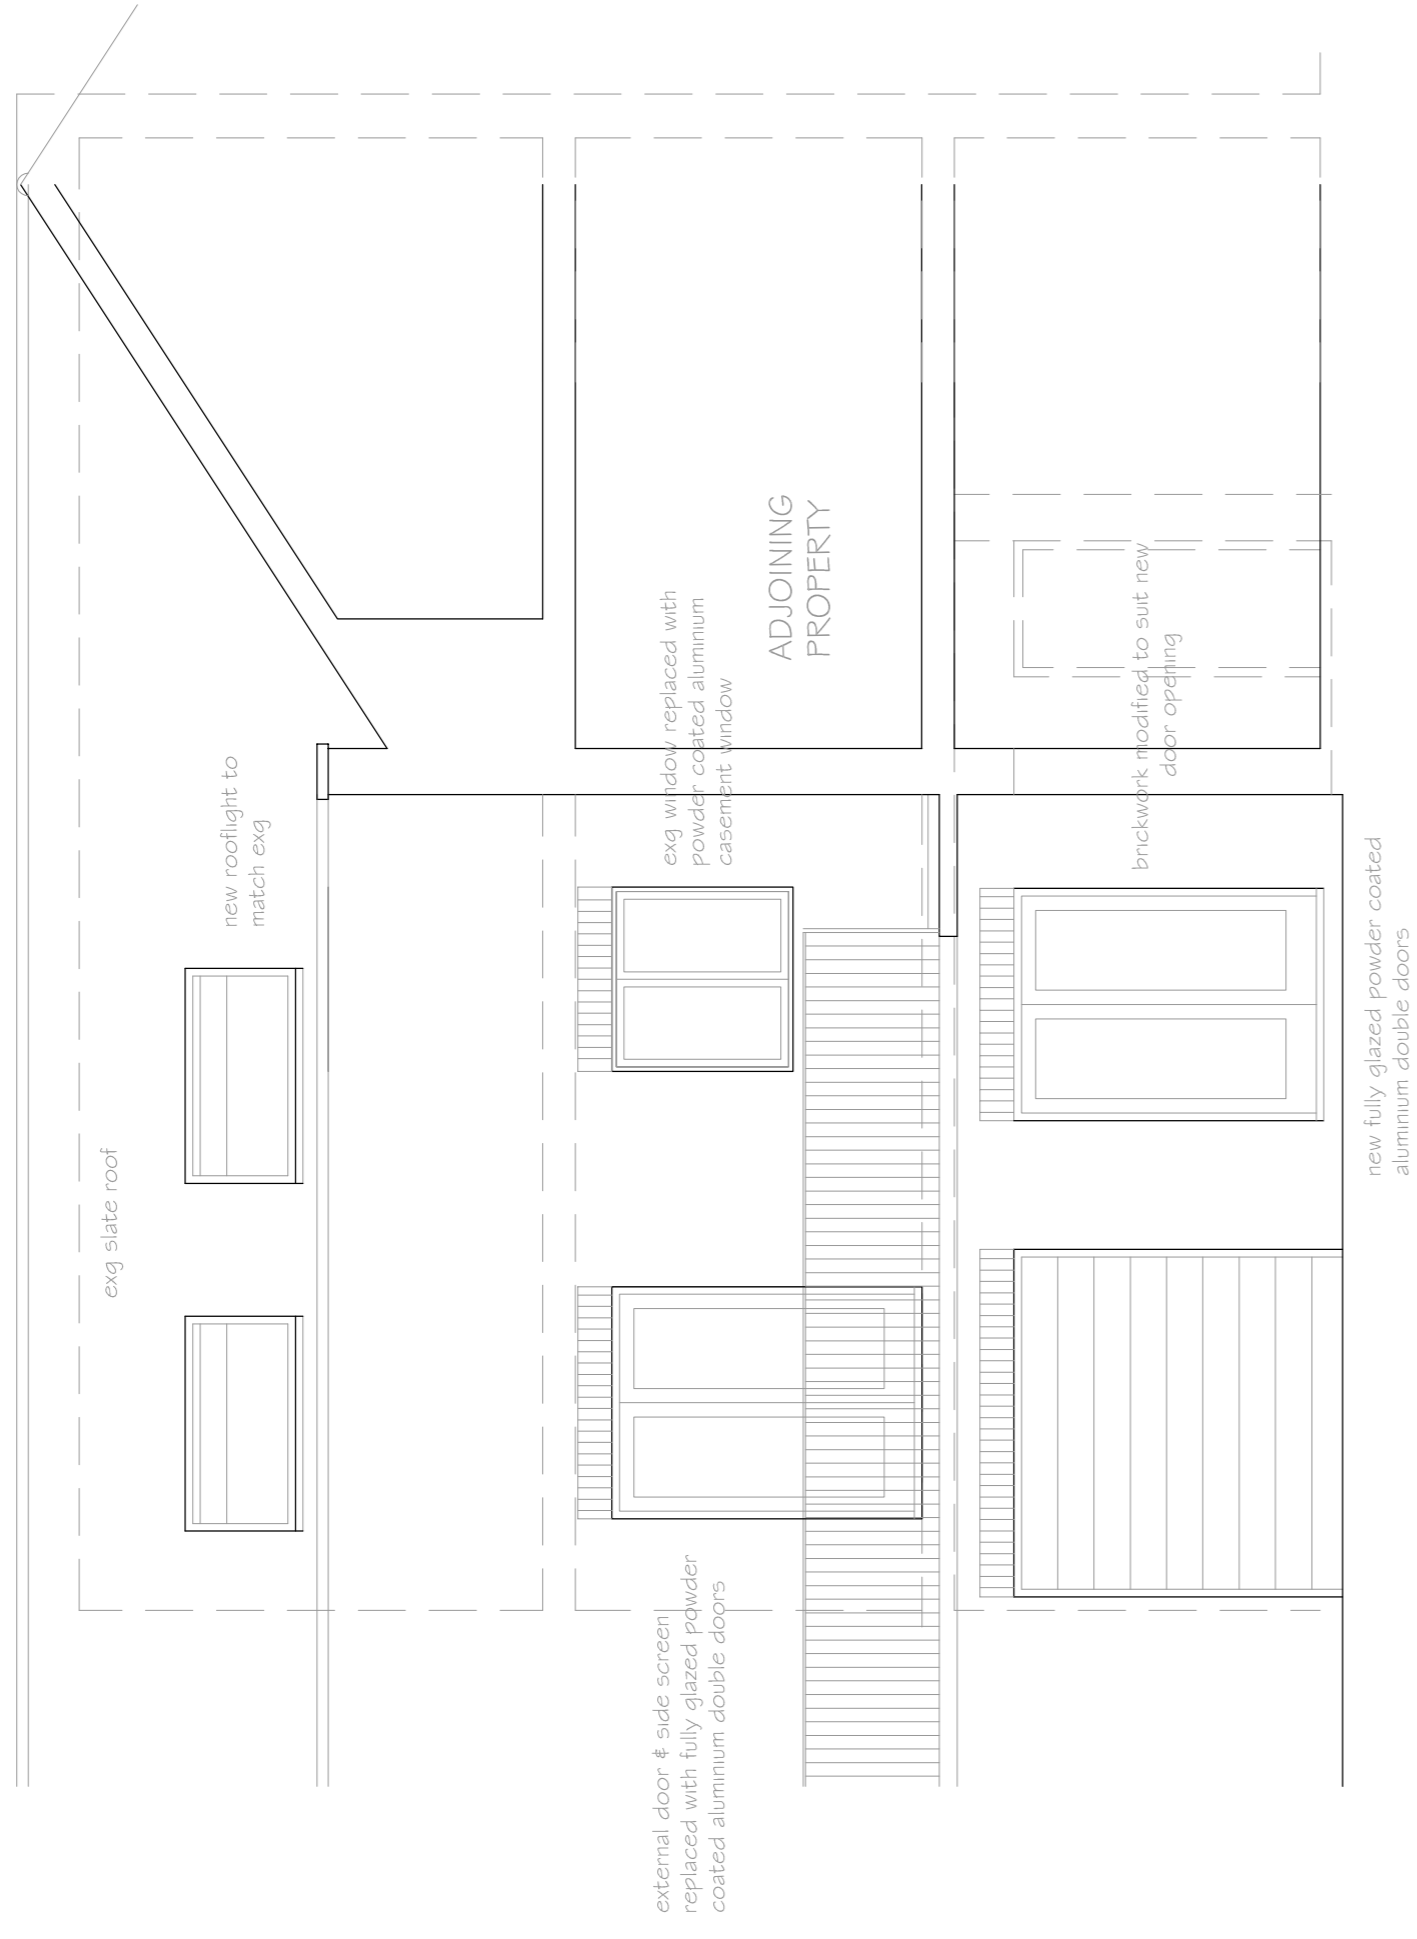 exg slate roof
new rooflight to
match exg
external door & side screen
replaced with fully glazed powder
coated aluminium double doors
exg window replaced with
powder coated aluminium
casement window
ADJOINING
PROPERTY
brickwork modified to suit new
door opening
new fully glazed powder coated
aluminium double doors